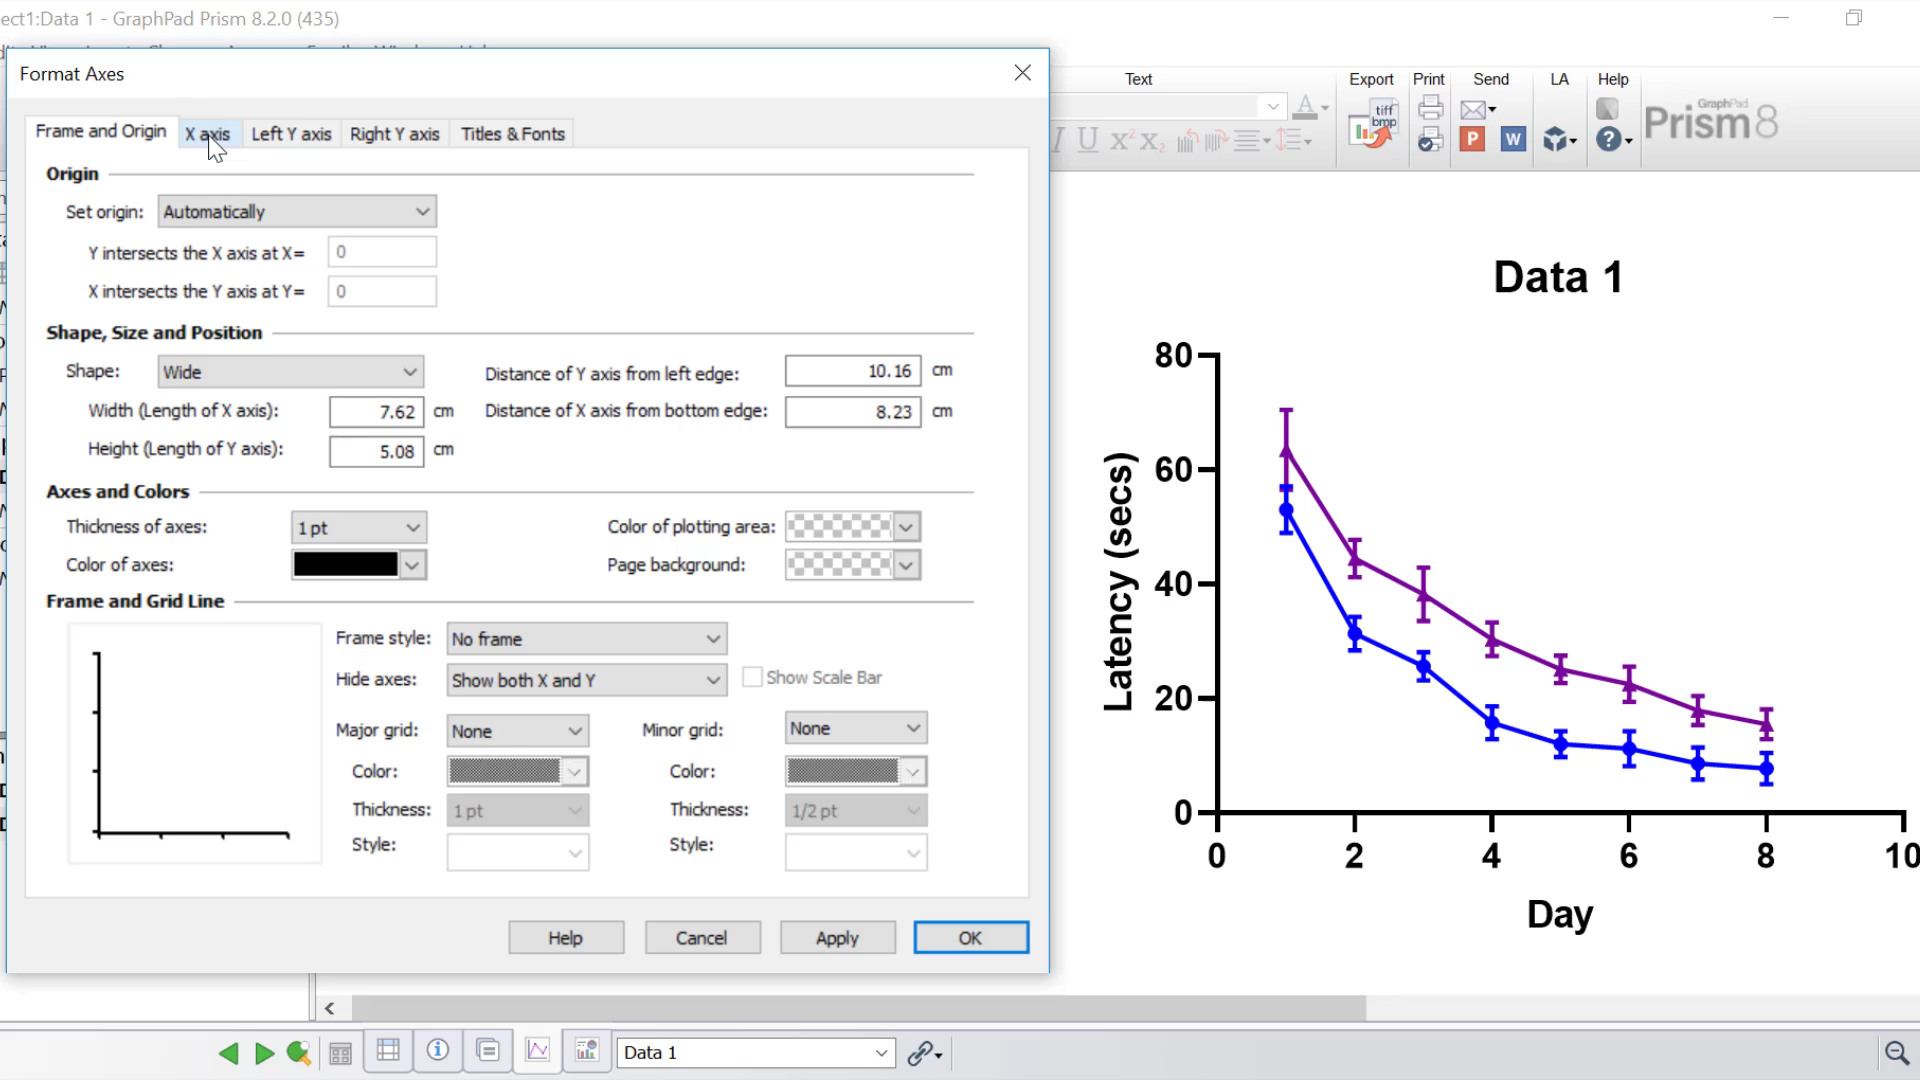 ect1:Data 1 - GraphPad Prism 8.2.0 (435)
Format Axes
Text
Export
Print
Send
LA
Help
tiff
bmp
GraphPad
Prism 8
Frame and Origin
X axis
Left Y axis
Right Y axis
Titles & Fonts
Origin
Set origin: Automatically
Y intersects the X axis at X= 0
X intersects the Y axis at Y= 0
Shape, Size and Position
Shape: Wide
Distance of Y axis from left edge: 10.16 cm
Width (Length of X axis): 7.62 cm
Distance of X axis from bottom edge: 8.23 cm
Height (Length of Y axis): 5.08 cm
Axes and Colors
Thickness of axes: 1 pt
Color of plotting area:
Color of axes:
Page background:
Frame and Grid Line
Frame style: No frame
Hide axes: Show both X and Y
Show Scale Bar
Major grid: None
Minor grid: None
Color:
Color:
Thickness: 1 pt
Thickness: 1/2 pt
Style:
Style:
Help
Cancel
Apply
OK
Data 1
80
60
40
20
0
Latency (secs)
0 2 4 6 8 10
Day
Data 1